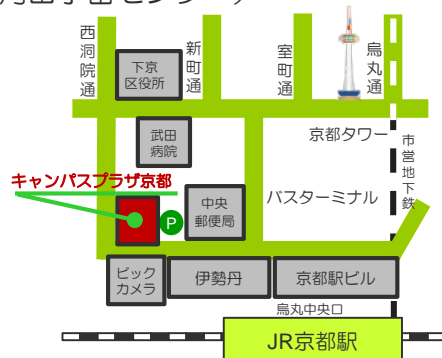 西洞院通
新町通
室町通
烏丸通
下京
区役所
武田
病院
京都タワー
市営地下鉄
キャンパスプラザ京都
P
中央
郵便局
バスターミナル
ビック
カメラ
伊勢丹
京都駅ビル
烏丸中央口
JR京都駅